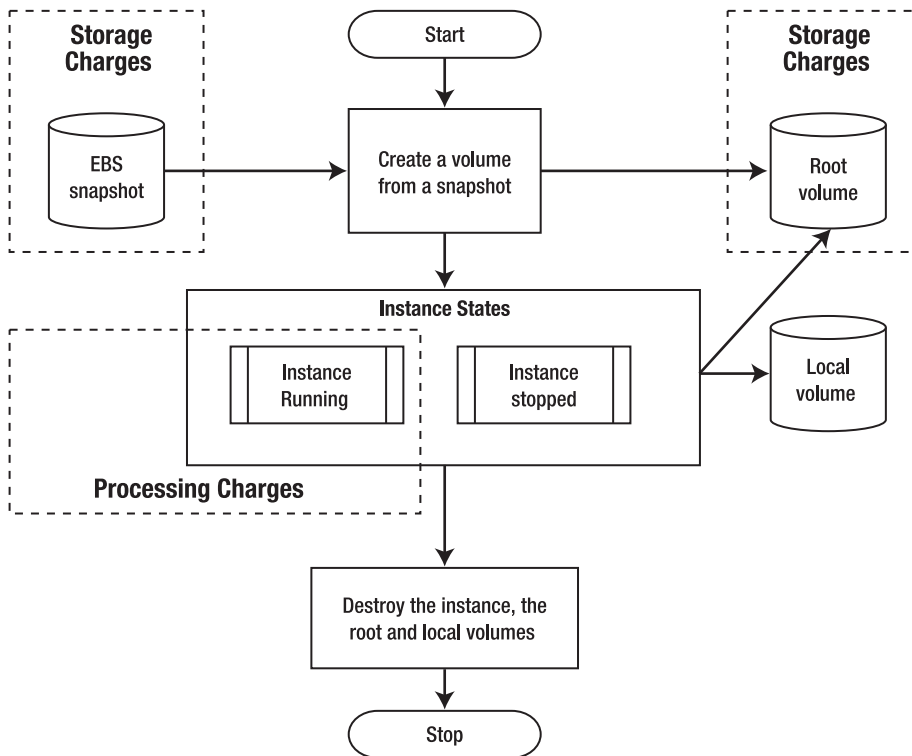 Storage
Charges
Start
Storage
Charges
EBS
snapshot
Create a volume
from a snapshot
Root
volume
Instance States
Instance
Running
Instance
stopped
Local
volume
Processing Charges
Destroy the instance, the
root and local volumes
Stop